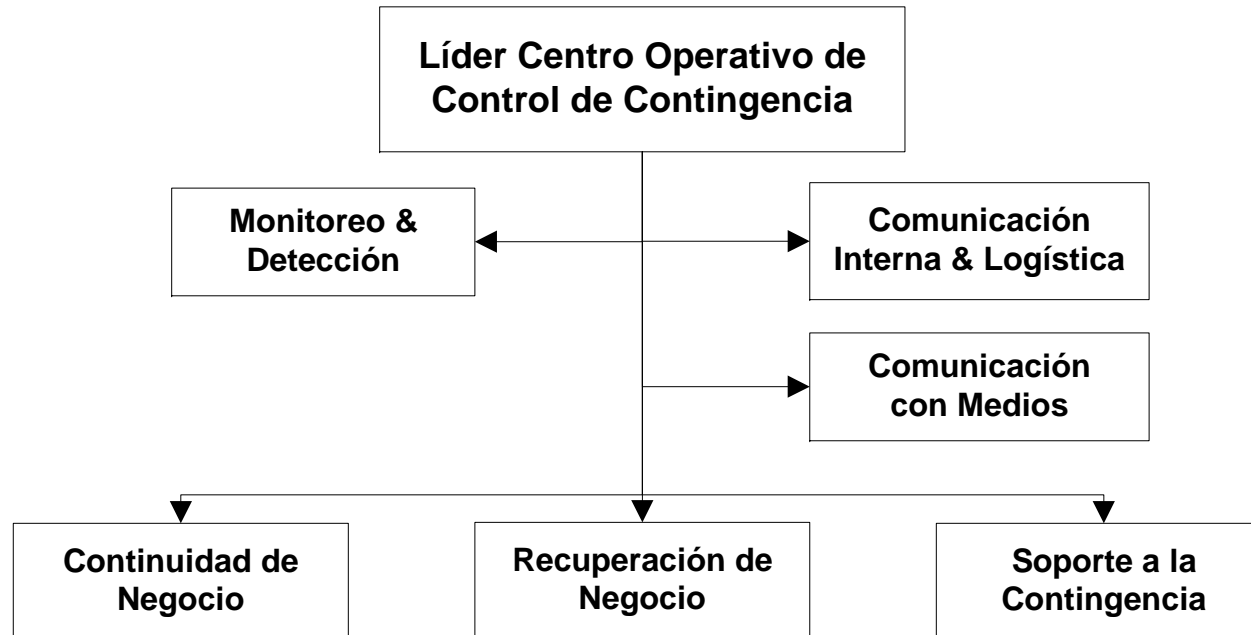 Líder Centro Operativo de
Control de Contingencia
Monitoreo &
Detección
Comunicación
Interna & Logística
Comunicación
con Medios
Continuidad de
Negocio
Recuperación de
Negocio
Soporte a la
Contingencia